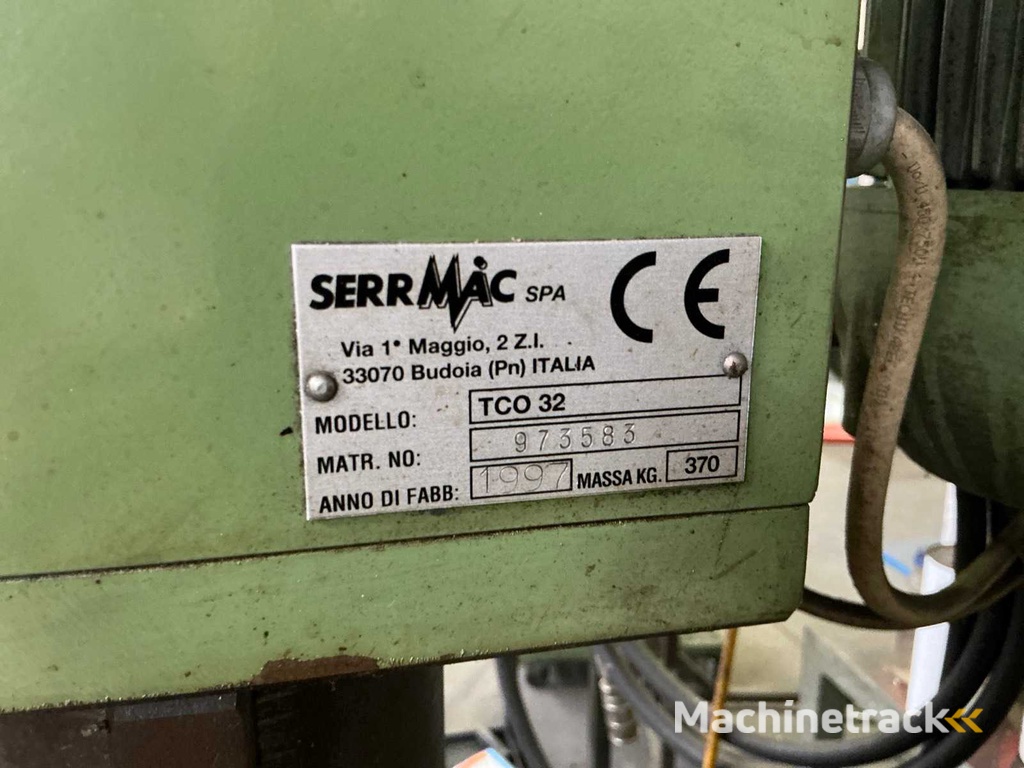 SERRMAC SPA CE
Via 1° Maggio, 2 Z.I.
33070 Budoia (Pn) ITALIA
MODELLO: TCO 32
MATR. NO: 973583
ANNO DI FABB: 1997 MASSA KG. 370
Machinetrack